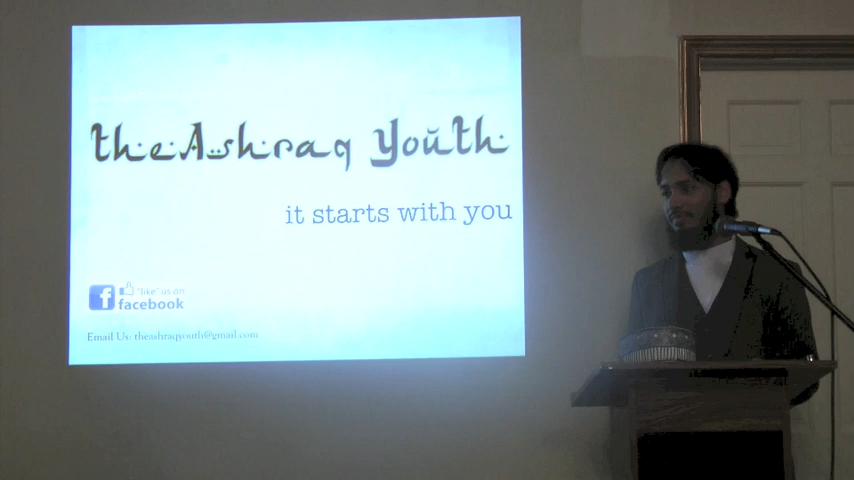 theAshraq Youth
it starts with you
"like" us on
facebook
Email Us: theashraqyouth@gmail.com